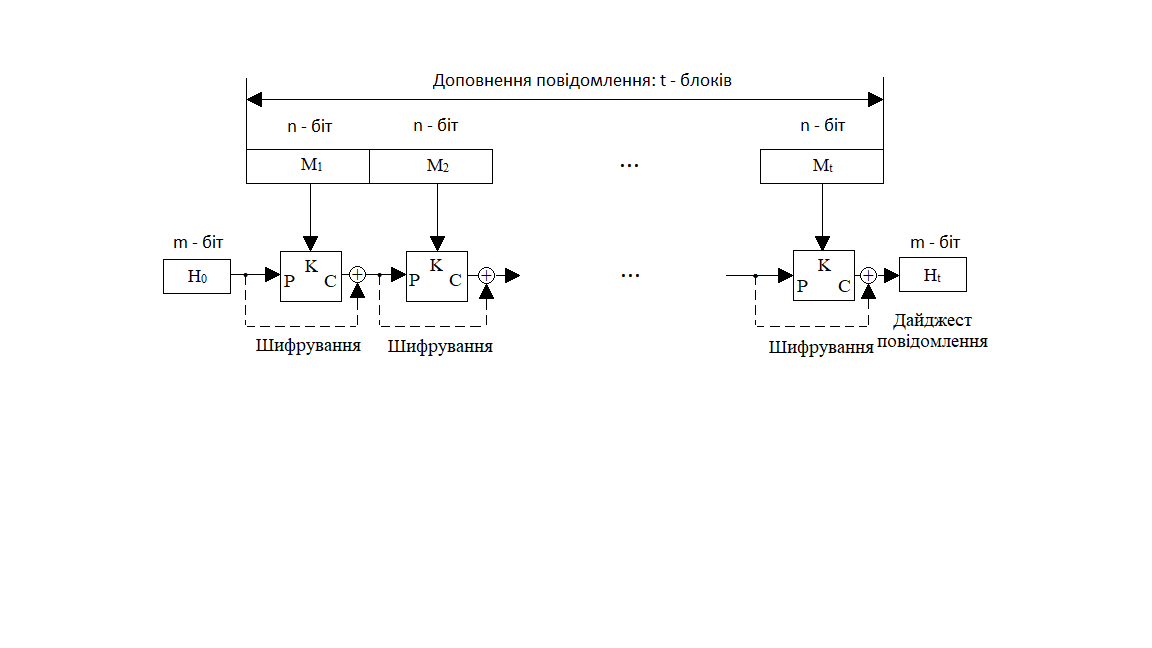 Доповнення повідомлення: t - блоків
n - біт
n - біт
n - біт
M1
M2
...
Mt
m - біт
m - біт
H0
P K C
P K C
...
P K C
Ht
Шифрування
Шифрування
Шифрування
Дайджест
повідомлення